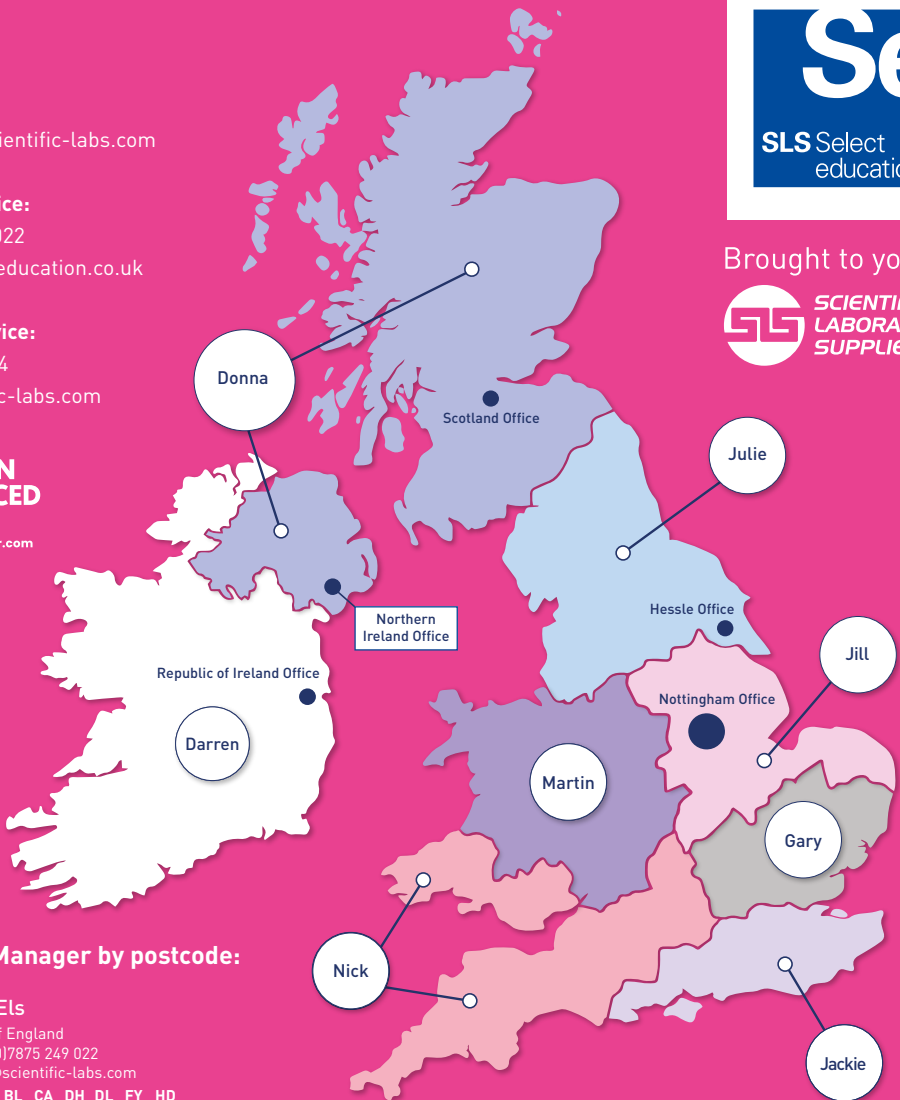 ientific-labs.com
ice:
022
education.co.uk
vice:
4
c-labs.com
N
CED
r.com
Se
SLS Select
educatio
Brought to yo
SLS
SCIENTI
LABORA
SUPPLIE
Donna
Scotland Office
Julie
Northern
Ireland Office
Hessle Office
Jill
Republic of Ireland Office
Nottingham Office
Darren
Martin
Gary
Nick
Jackie
Manager by postcode:
Els
f England
)7875 249 022
@scientific-labs.com
BL CA DH DL FY HD